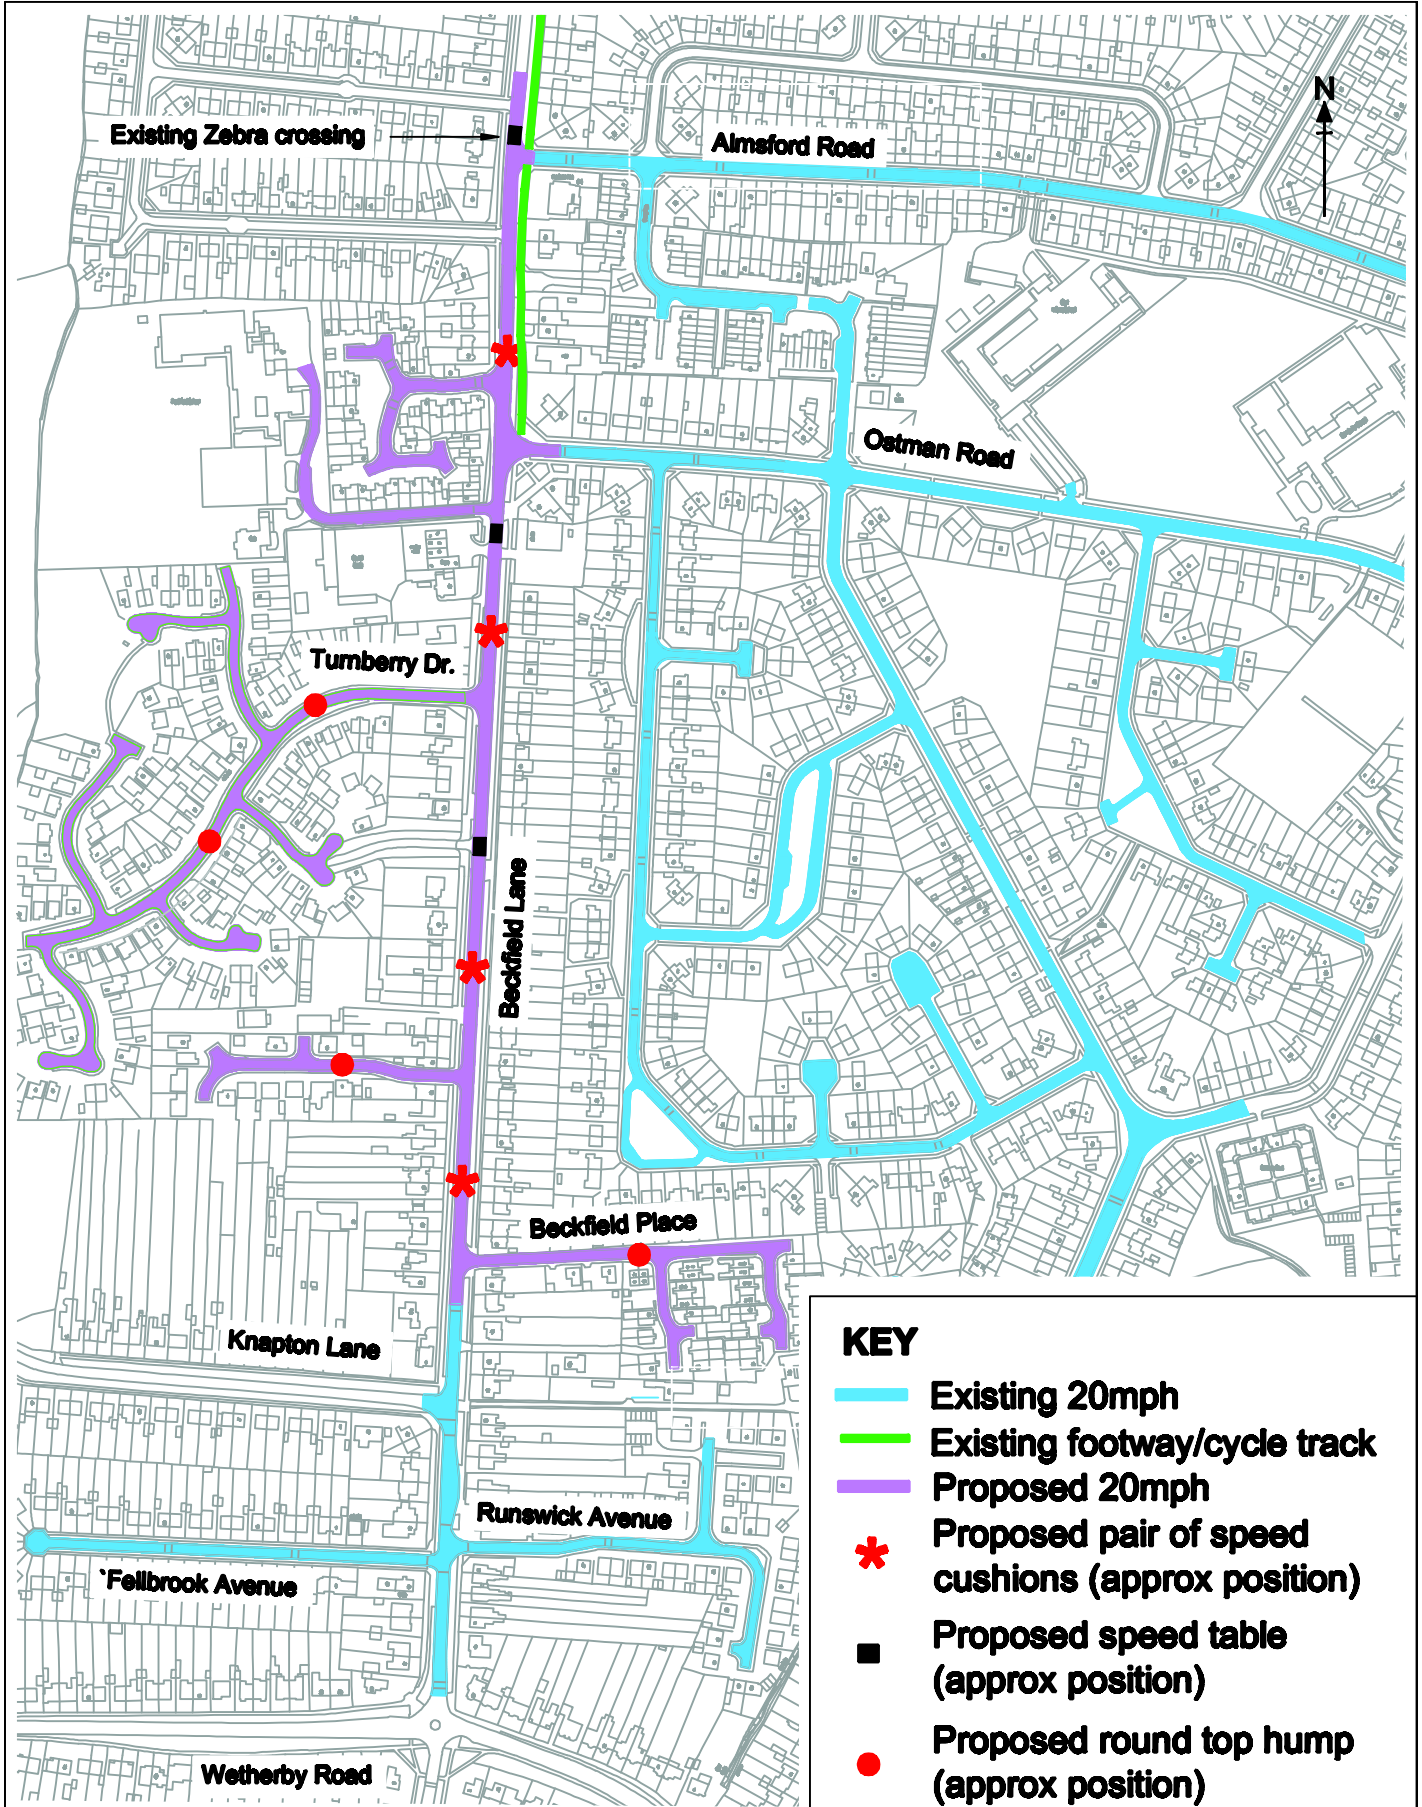 N
Existing Zebra crossing
Almsford Road
Ostman Road
Turnberry Dr.
Beckfield Lane
Beckfield Place
Knapton Lane
Runswick Avenue
`Fellbrook Avenue
Wetherby Road
KEY
Existing 20mph
Existing footway/cycle track
Proposed 20mph
Proposed pair of speed
cushions (approx position)
Proposed speed table
(approx position)
Proposed round top hump
(approx position)